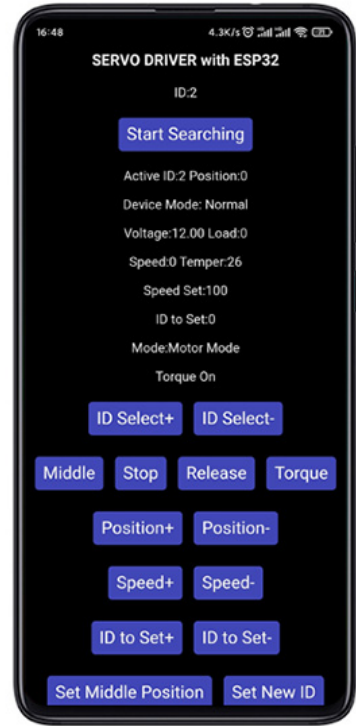 16:48 4.3K/s 71
SERVO DRIVER with ESP32
ID:2
Start Searching
Active ID:2 Position:0
Device Mode: Normal
Voltage:12.00 Load:0
Speed:0 Temper:26
Speed Set:100
ID to Set:0
Mode:Motor Mode
Torque On
ID Select+ ID Select-
Middle Stop Release Torque
Position+ Position-
Speed+ Speed-
ID to Set+ ID to Set-
Set Middle Position Set New ID